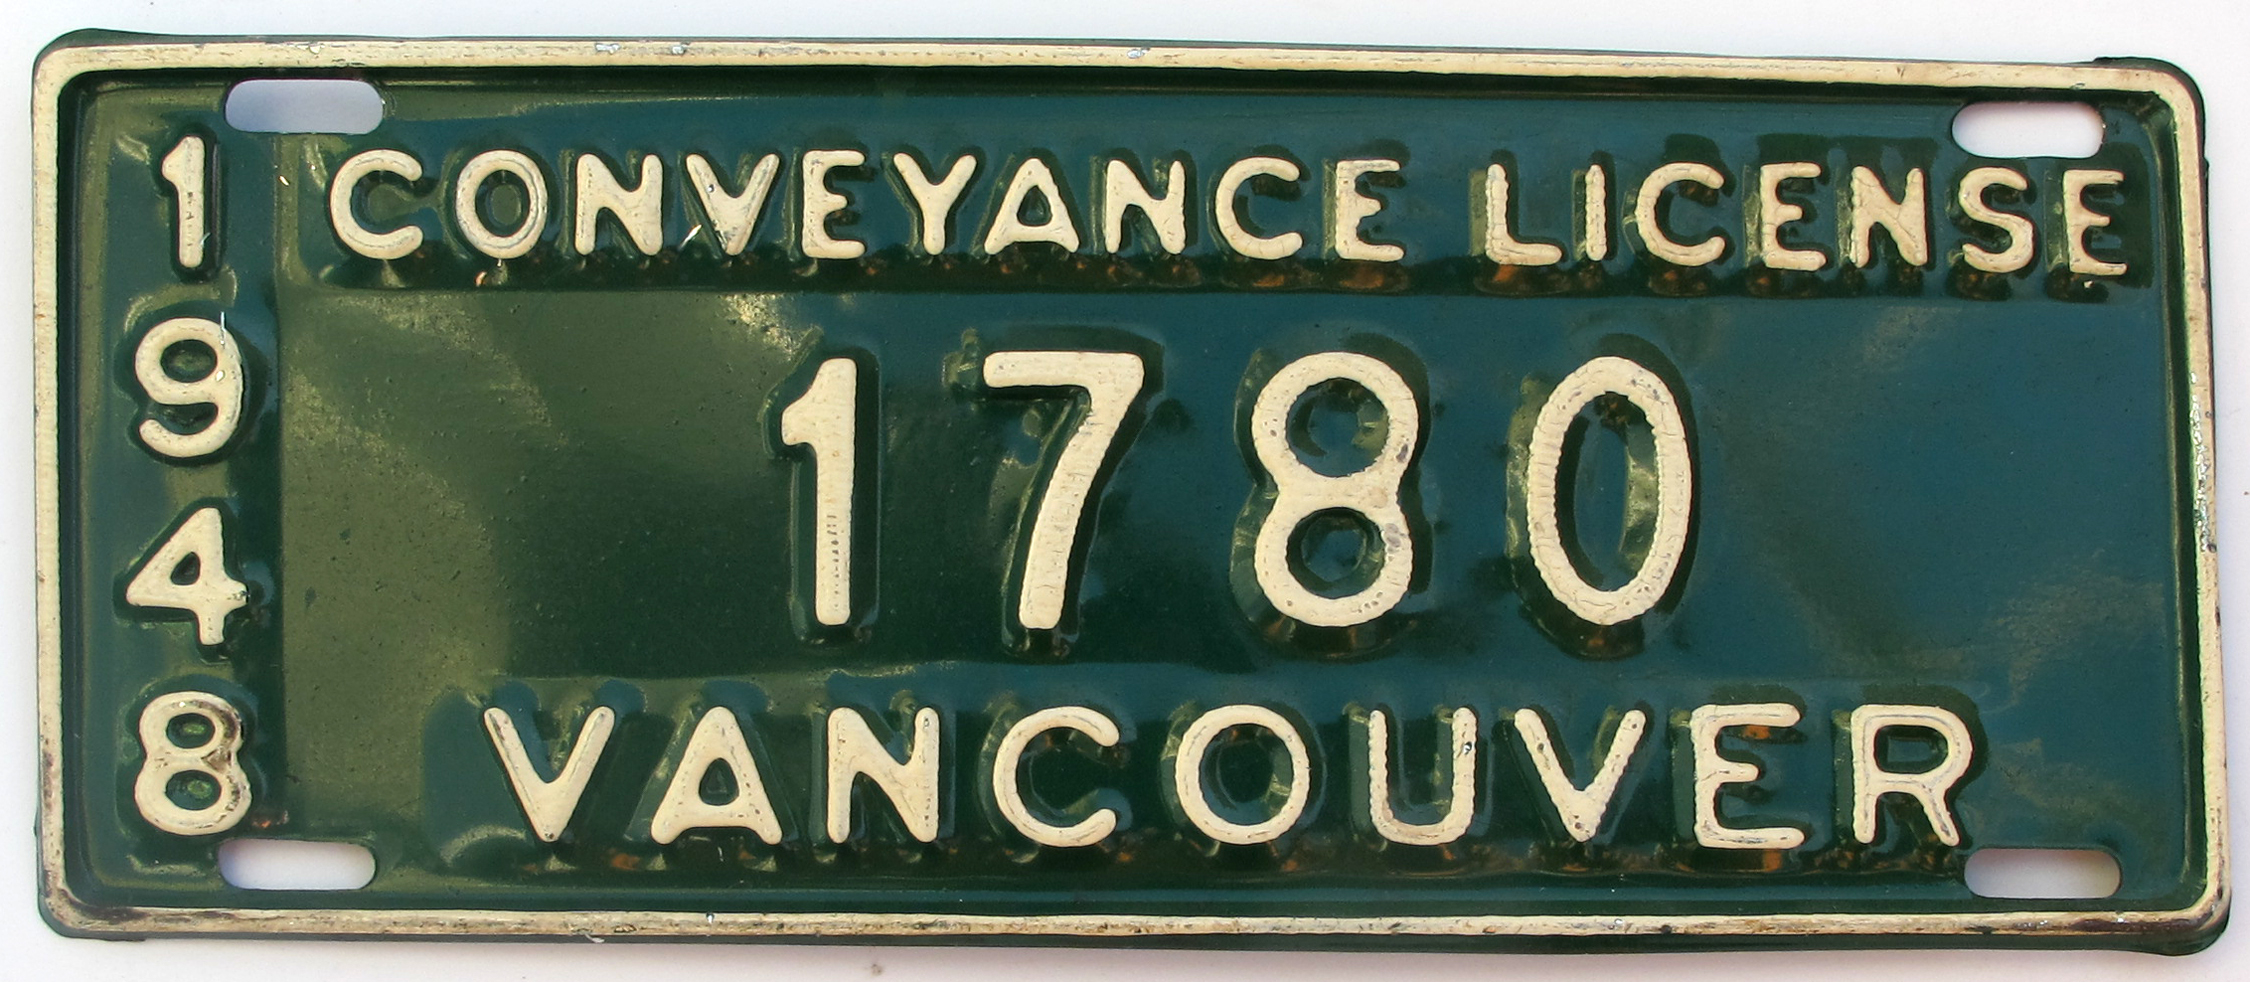 1948
CONVEYANCE LICENSE
1780
VANCOUVER